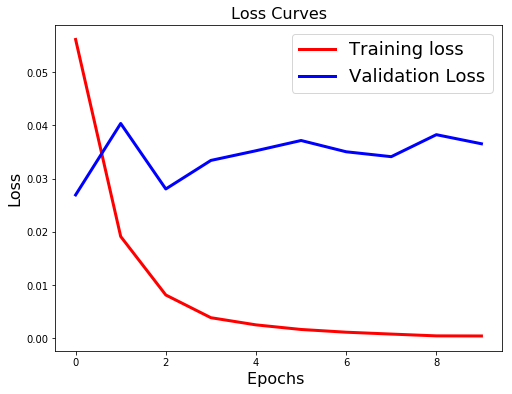 Loss Curves
Training loss
Validation Loss
0.05
0.04
0.03
0.02
0.01
0.00
Loss
0 2 4 6 8
Epochs